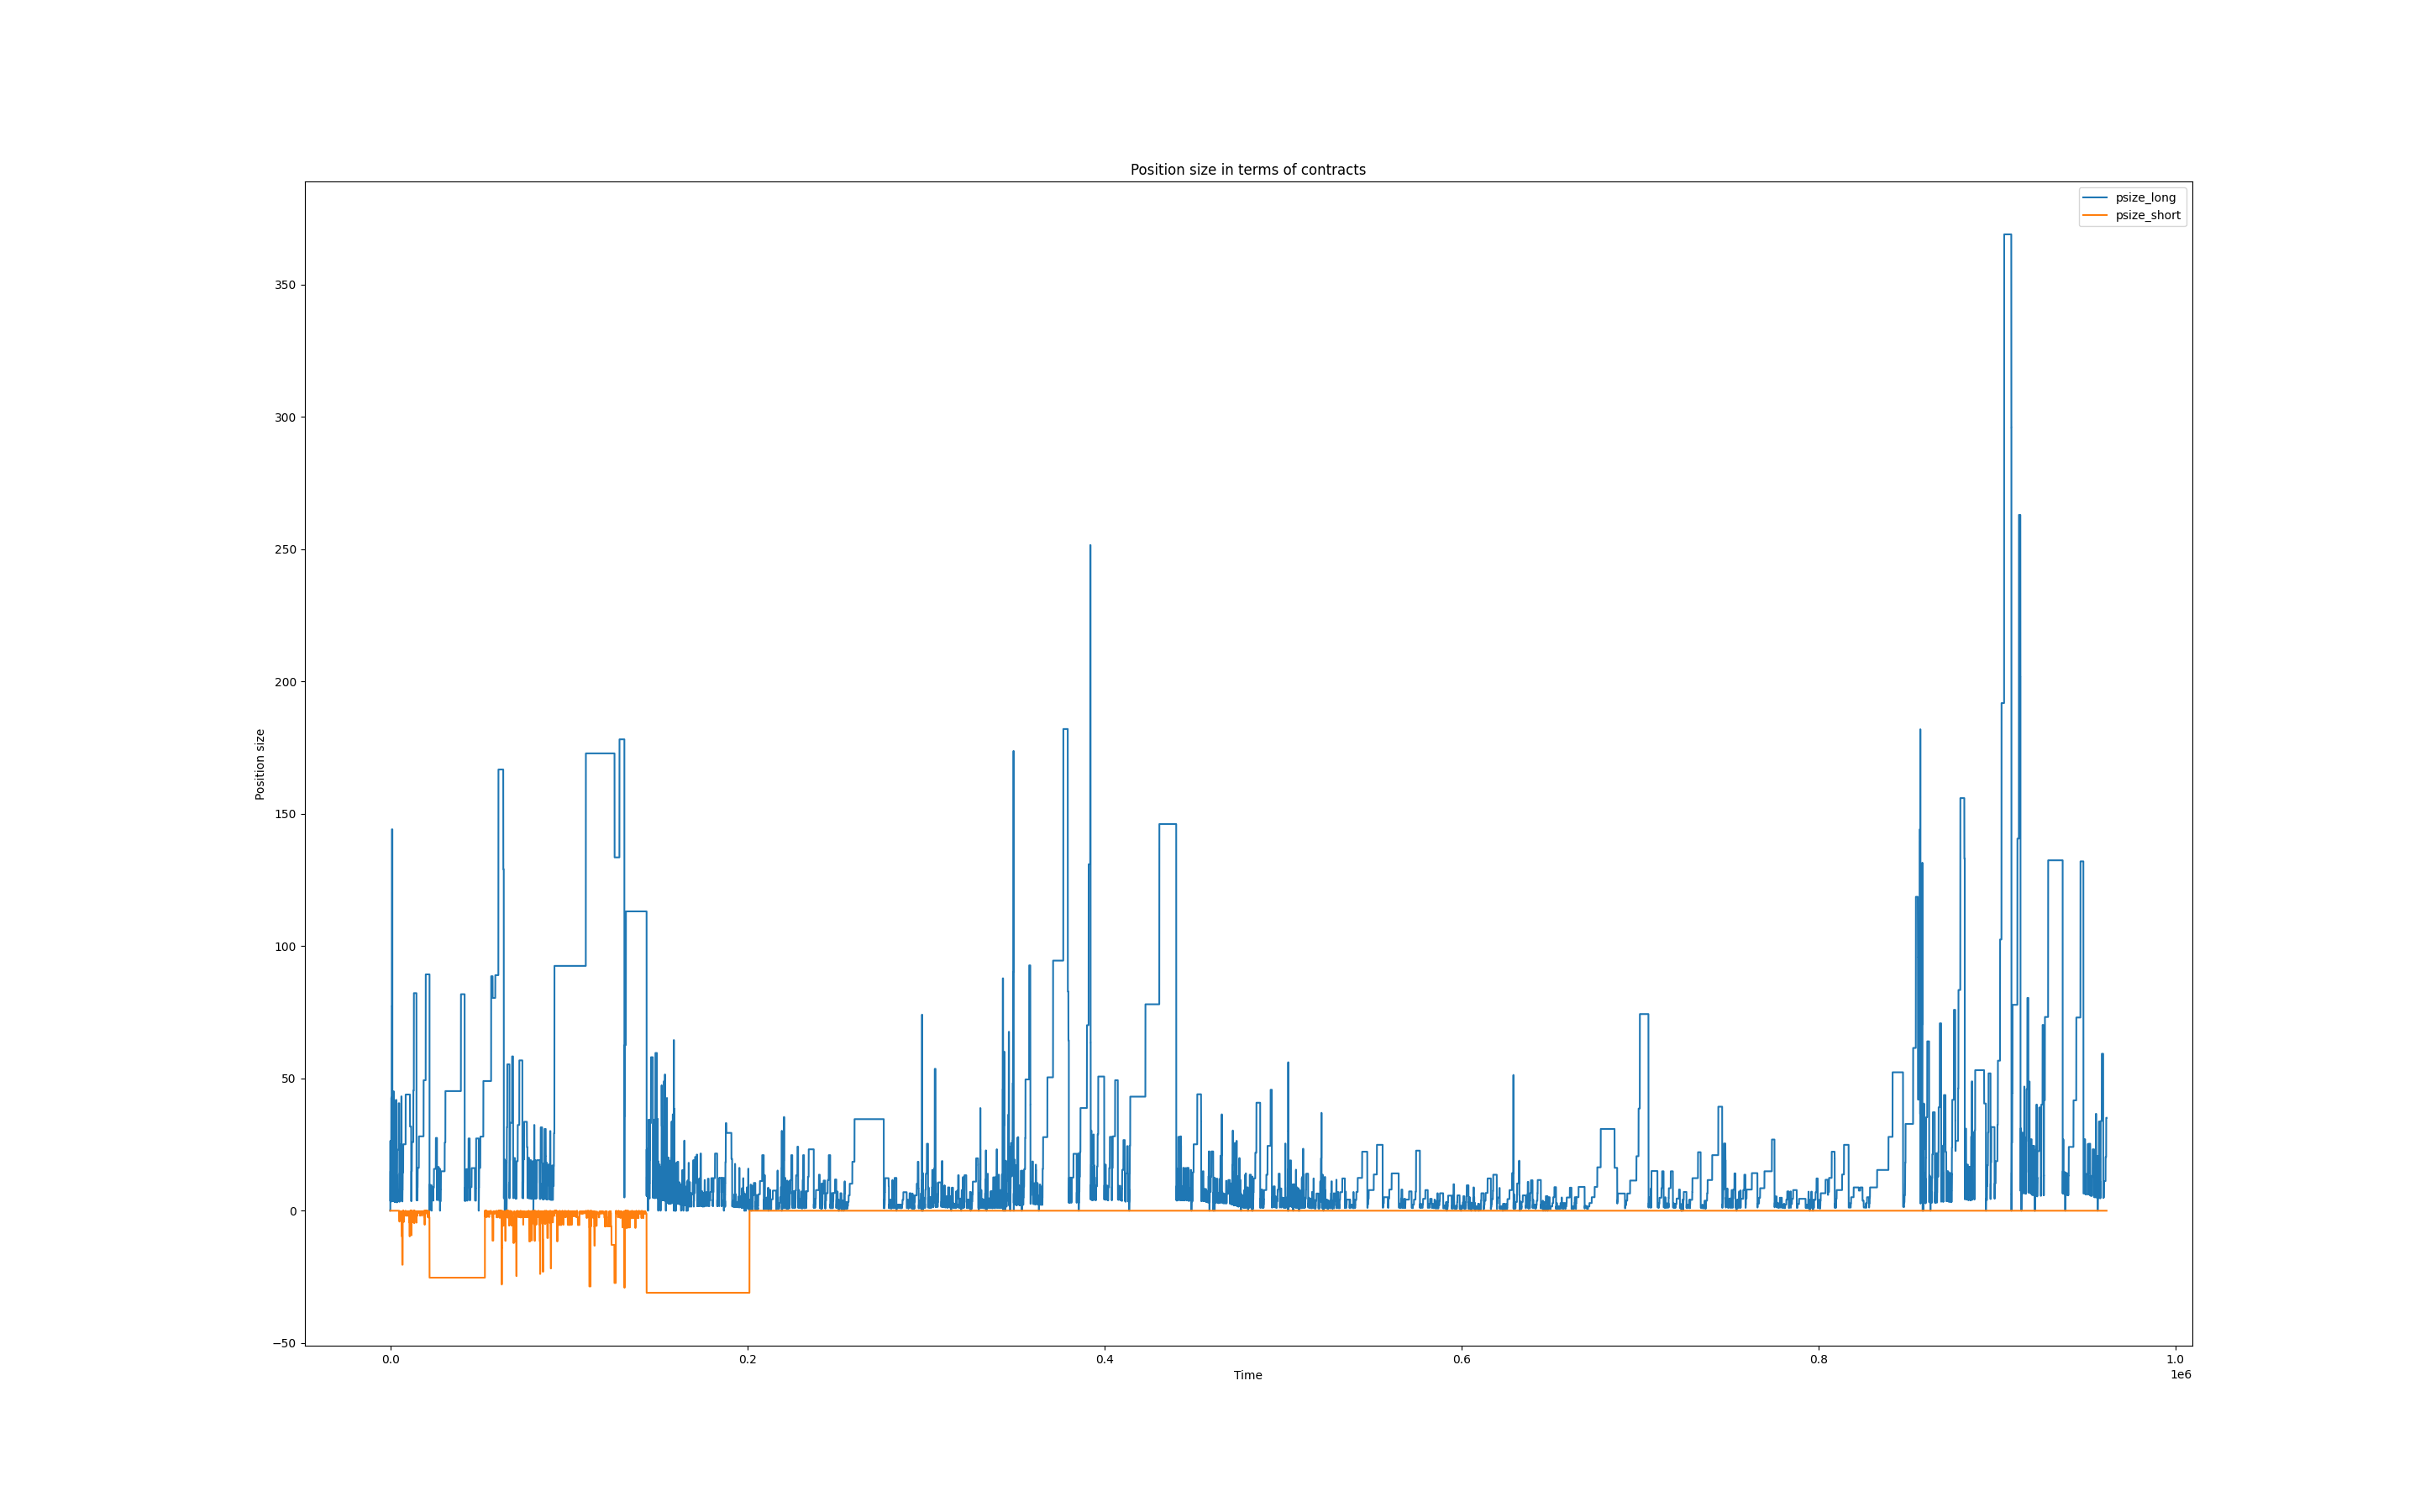 Position size in terms of contracts
psize_long
psize_short
Position size
350
300
250
200
150
100
50
0
−50
0.0
0.2
0.4
0.6
0.8
1.0
Time
1e6